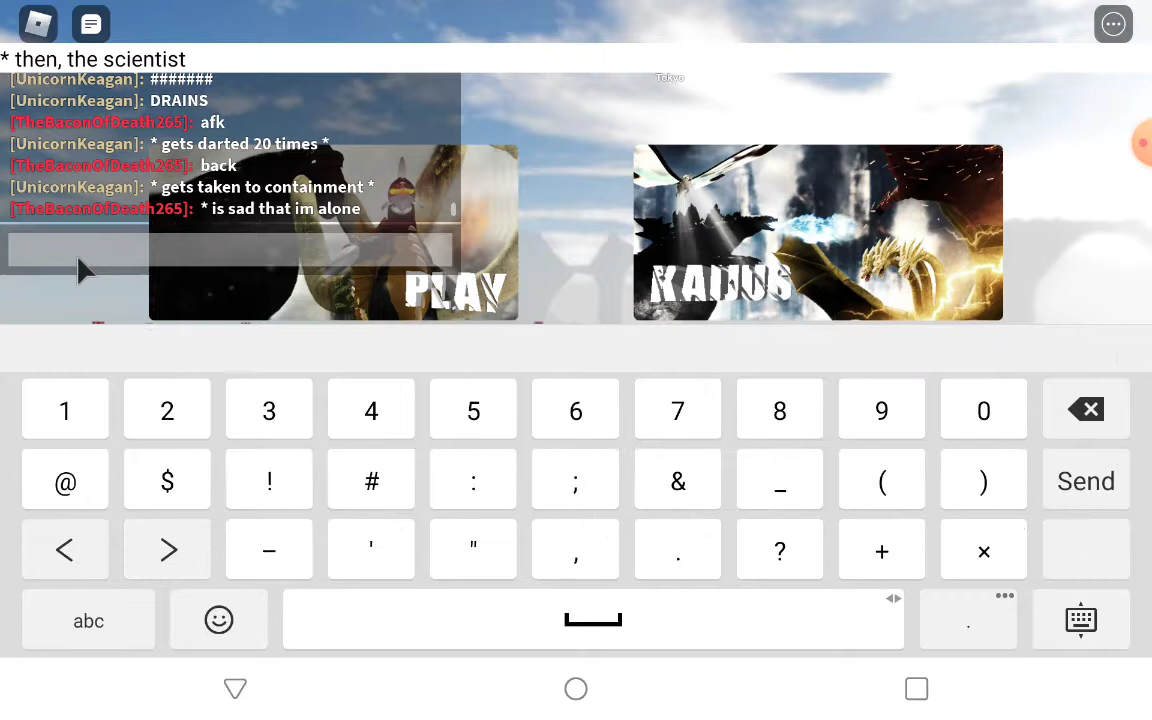 * then, the scientist
[UnicornKeagan]: #######
[UnicornKeagan]: DRAINS
[TheBaconOfDeath265]: afk
[UnicornKeagan]: * gets darted 20 times *
[TheBaconOfDeath265]: back
[UnicornKeagan]: * gets taken to containment *
[TheBaconOfDeath265]: * is sad that im alone
Tokyo
PLAY
KAIJUS
1 2 3 4 5 6 7 8 9 0
@ $ ! # : ; & _ ( ) Send
< > – ' " , . ? + ×
abc .